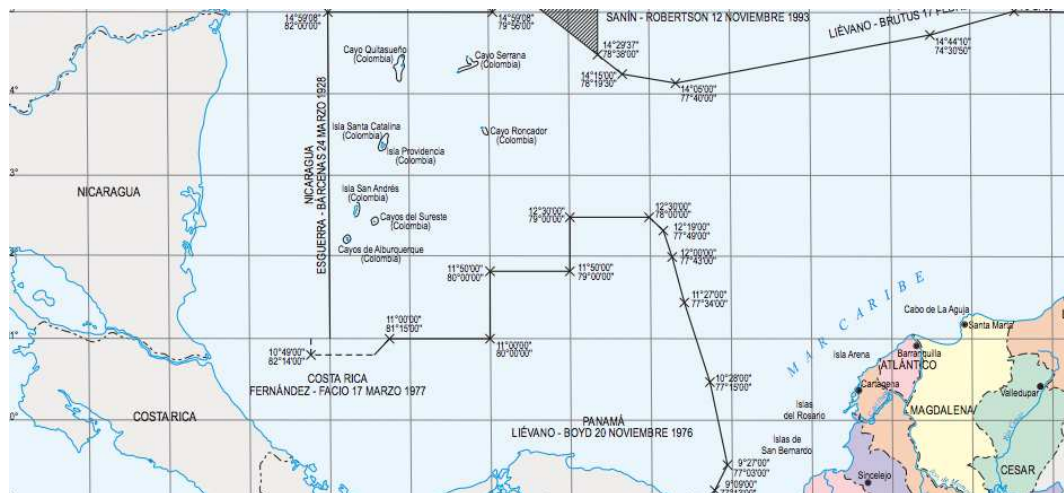 14°59'08"
82°00'00"
14°59'08"
79°56'00"
SANÍN - ROBERTSON 12 NOVIEMBRE 1993
LIÉVANO - BRUTUS 17
14°44'10"
74°30'50"
14°29'37"
78°38'00"
14°15'00"
78°19'30"
14°05'00"
77°40'00"
Cayo Quitasueño
(Colombia)
Cayo Serrana
(Colombia)
4°
NICARAGUA
ESGUERRA - BÁRCENAS 24 MARZO 1928
Isla Santa Catalina
(Colombia)
Isla Providencia
(Colombia)
Cayo Roncador
(Colombia)
3°
NICARAGUA
Isla San Andrés
(Colombia)
Cayos del Sureste
(Colombia)
Cayos de Alburquerque
(Colombia)
12°30'00"
79°00'00"
12°30'00"
78°00'00"
12°19'00"
77°49'00"
2°
12°00'00"
77°43'00"
11°50'00"
80°00'00"
11°50'00"
79°00'00"
11°27'00"
77°34'00"
MAR CARIBE
Cabo de La Aguja
Santa Marta
11°00'00"
81°15'00"
1°
11°00'00"
80°00'00"
10°49'00"
82°14'00"
Isla Arena
Barranquilla
ATLÁNTICO
COSTA RICA
FERNÁNDEZ - FACIO 17 MARZO 1977
10°28'00"
77°15'00"
Cartagena
Valledupar
COSTA RICA
0°
PANAMÁ
LIÉVANO - BOYD 20 NOVIEMBRE 1976
Islas
del Rosario
MAGDALENA
Islas de
San Bernardo
9°27'00"
77°03'00"
9°09'00"
Sincelejo
CESAR